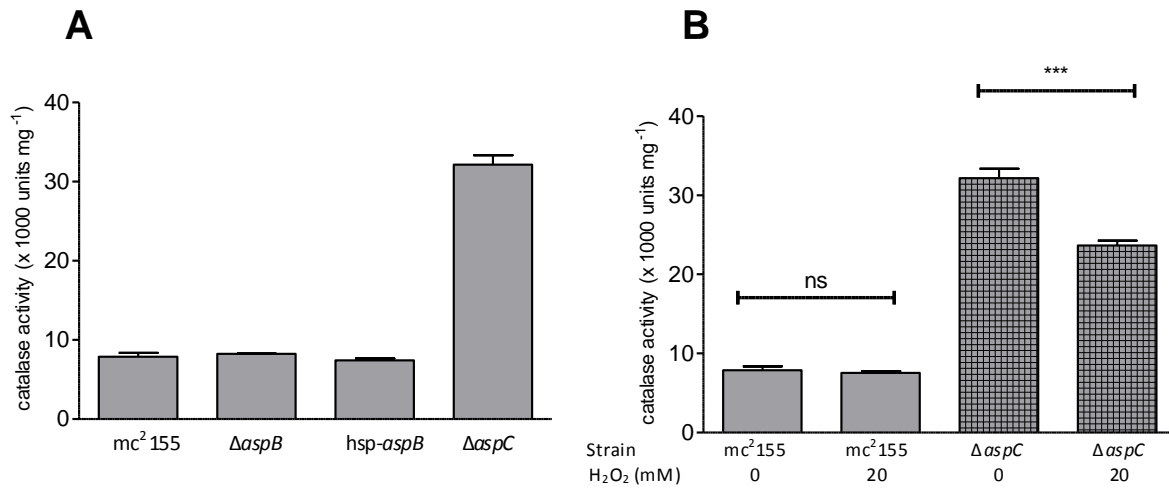 A
catalase activity (x 1000 units mg⁻¹)
40
30
20
10
0
mc²155 ΔaspB hsp-aspB ΔaspC
B
catalase activity (x 1000 units mg⁻¹)
40
30
20
10
0
ns
***
Strain mc²155 mc²155 ΔaspC ΔaspC
H₂O₂ (mM) 0 20 0 20